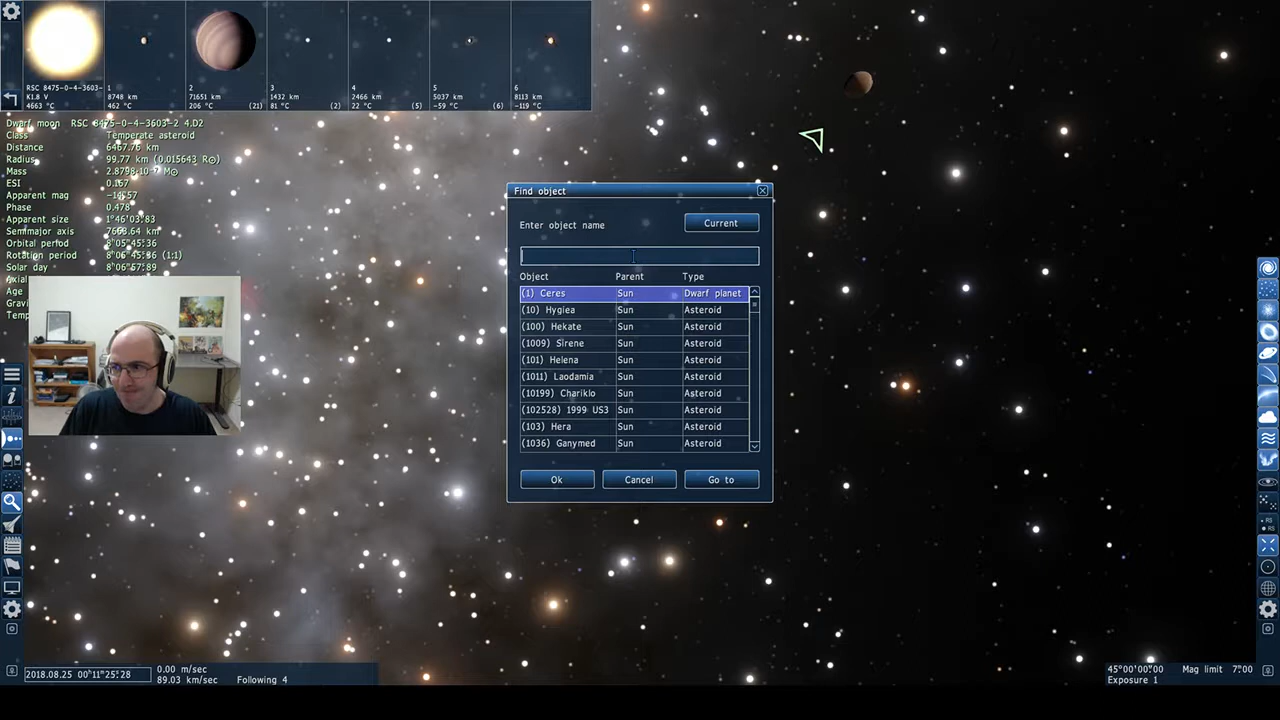 RSC 8475-0-4-3603-
K1.8 V
4663 °C
1
8748 km
462 °C
2
71651 km
206 °C (21)
3
1432 km
81 °C (2)
4
2466 km
22 °C (5)
5
5037 km
-59 °C (6)
6
8113 km
-119 °C
Dwarf moon RSC 8475-0-4-3603-2 4.D2
Class Temperate asteroid
Distance 6467.76 km
Radius 99.77 km (0.015643 R⊙)
Mass
ESI 0.167
Apparent mag
Phase 0.478
Apparent size 1°46'03"83
Semimajor axis
Orbital period 8°05'45"36
Rotation period 8°05'45"36 (1:1)
Solar day 8°06'57"89
Axial
Age
Gravi
Temp
Find object
Enter object name
Current
Object Parent Type
(1) Ceres Sun Dwarf planet
(10) Hygiea Sun Asteroid
(100) Hekate Sun Asteroid
(1009) Sirene Sun Asteroid
(101) Helena Sun Asteroid
(1011) Laodamia Sun Asteroid
(10199) Chariklo Sun Asteroid
(102528) 1999 US3 Sun Asteroid
(103) Hera Sun Asteroid
(1036) Ganymed Sun Asteroid
Ok Cancel Go to
2018.08.25 00°11'25"28
0.00 m/sec
89.03 km/sec
Following 4
45°00'00"00 Mag limit 7.00
Exposure 1